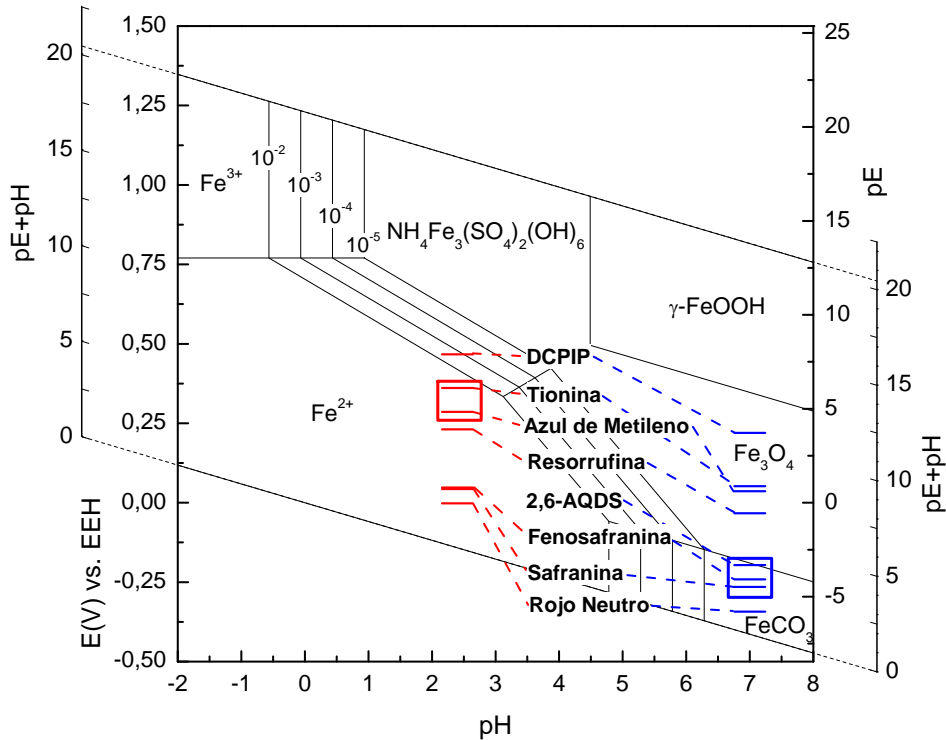 1,50
1,25
1,00
0,75
0,50
0,25
0,00
-0,25
-0,50
E(V) vs. EEH
20
15
10
5
0
pE+pH
25
20
15
10
5
0
-5
pE
20
15
10
5
0
pE+pH
-2 -1 0 1 2 3 4 5 6 7 8
pH
10⁻²
10⁻³
10⁻⁴
10⁻⁵
Fe³⁺
NH₄Fe₃(SO₄)₂(OH)₆
γ-FeOOH
Fe²⁺
Fe₃O₄
FeCO₃
DCPIP
Tionina
Azul de Metileno
Resorrufina
2,6-AQDS
Fenosafranina
Safranina
Rojo Neutro